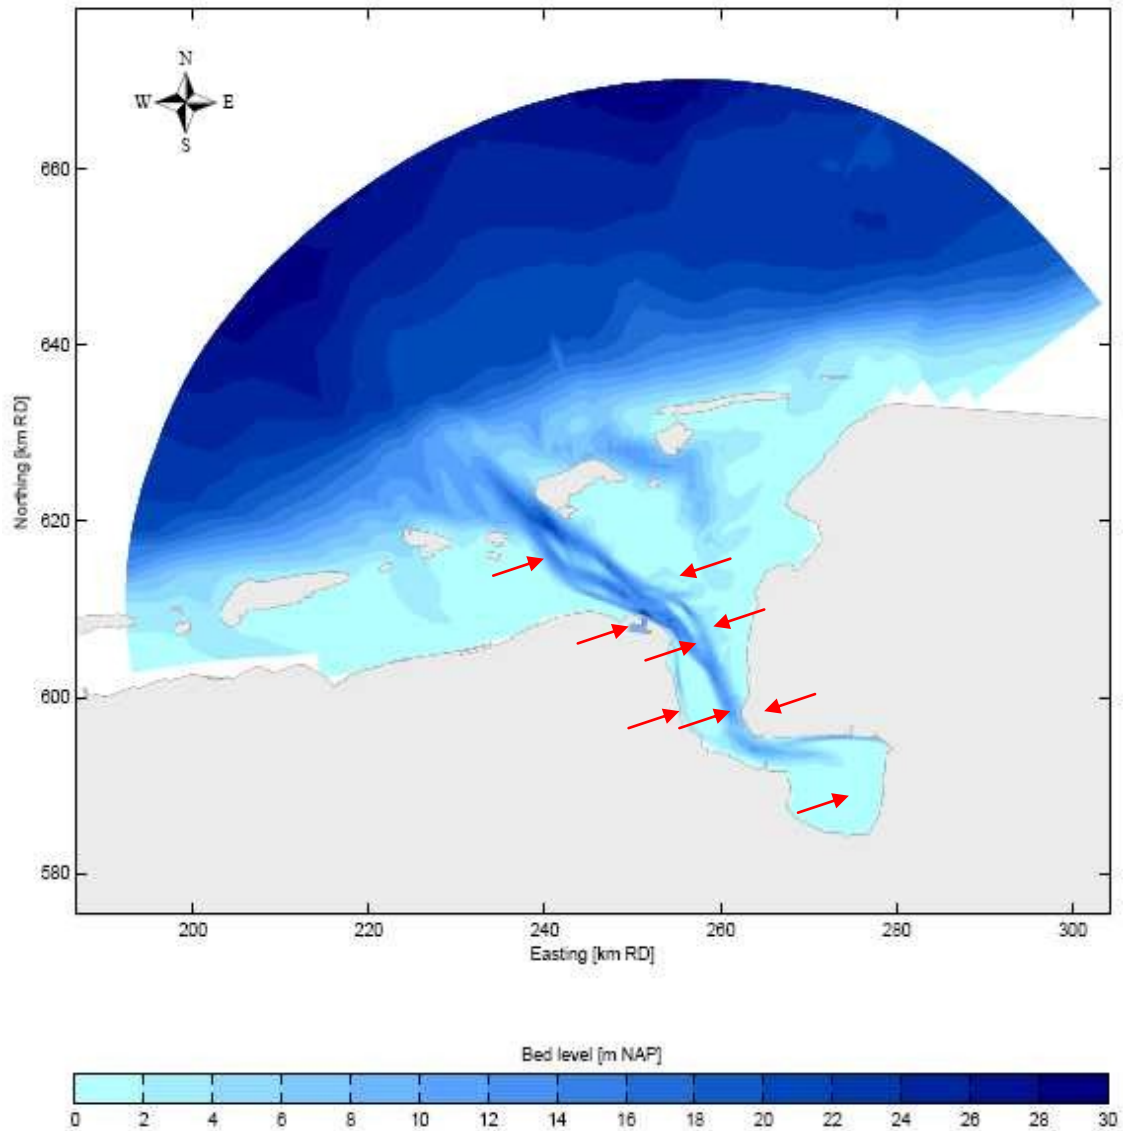 N
W E
S
660
640
620
600
580
Northing [km RD]
200 220 240 260 280 300
Easting [km RD]
Bed level [m NAP]
0 2 4 6 8 10 12 14 16 18 20 22 24 26 28 30